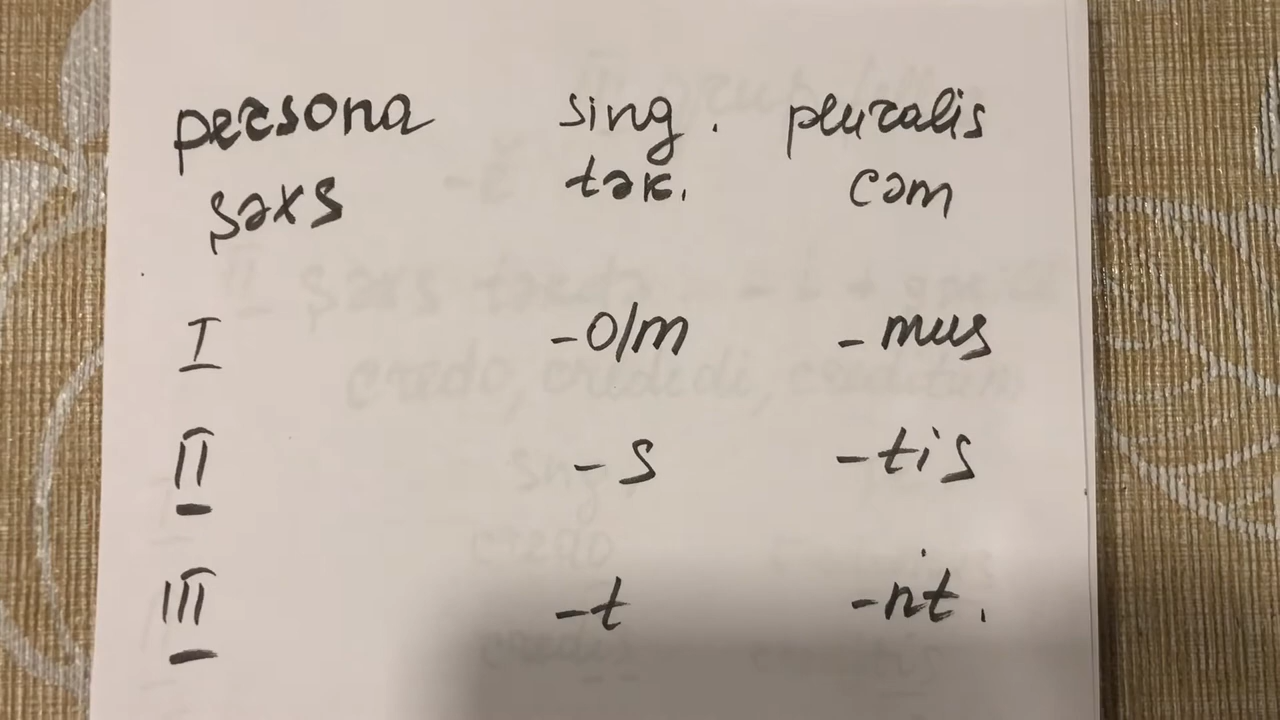 persona sing. pluralis
şəxs tək. cəm
I -o/m -mus
II -s -tis
III -t -nt.